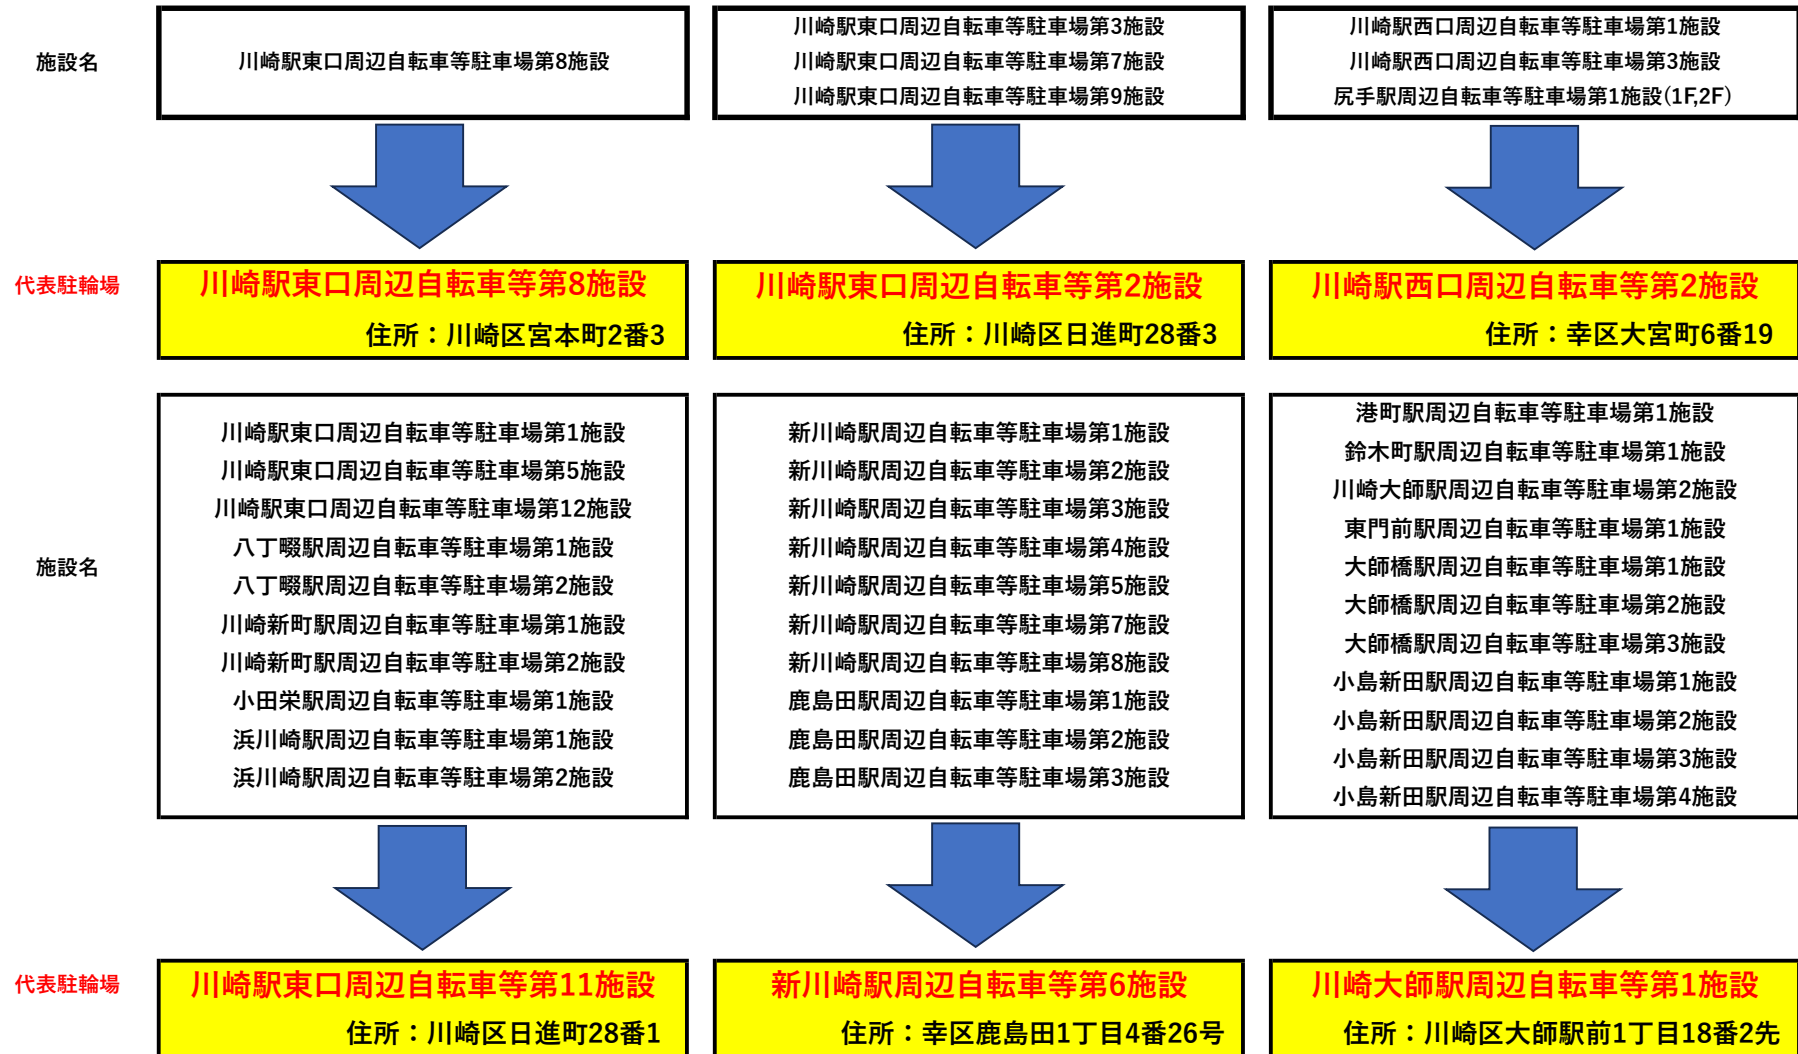 施設名
川崎駅東口周辺自転車等駐車場第8施設
川崎駅東口周辺自転車等駐車場第3施設
川崎駅東口周辺自転車等駐車場第7施設
川崎駅東口周辺自転車等駐車場第9施設
川崎駅西口周辺自転車等駐車場第1施設
川崎駅西口周辺自転車等駐車場第3施設
尻手駅周辺自転車等駐車場第1施設(1F,2F)
代表駐輪場
川崎駅東口周辺自転車等第8施設
住所：川崎区宮本町2番3
川崎駅東口周辺自転車等第2施設
住所：川崎区日進町28番3
川崎駅西口周辺自転車等第2施設
住所：幸区大宮町6番19
施設名
川崎駅東口周辺自転車等駐車場第1施設
川崎駅東口周辺自転車等駐車場第5施設
川崎駅東口周辺自転車等駐車場第12施設
八丁畷駅周辺自転車等駐車場第1施設
八丁畷駅周辺自転車等駐車場第2施設
川崎新町駅周辺自転車等駐車場第1施設
川崎新町駅周辺自転車等駐車場第2施設
小田栄駅周辺自転車等駐車場第1施設
浜川崎駅周辺自転車等駐車場第1施設
浜川崎駅周辺自転車等駐車場第2施設
新川崎駅周辺自転車等駐車場第1施設
新川崎駅周辺自転車等駐車場第2施設
新川崎駅周辺自転車等駐車場第3施設
新川崎駅周辺自転車等駐車場第4施設
新川崎駅周辺自転車等駐車場第5施設
新川崎駅周辺自転車等駐車場第7施設
新川崎駅周辺自転車等駐車場第8施設
鹿島田駅周辺自転車等駐車場第1施設
鹿島田駅周辺自転車等駐車場第2施設
鹿島田駅周辺自転車等駐車場第3施設
港町駅周辺自転車等駐車場第1施設
鈴木町駅周辺自転車等駐車場第1施設
川崎大師駅周辺自転車等駐車場第2施設
東門前駅周辺自転車等駐車場第1施設
大師橋駅周辺自転車等駐車場第1施設
大師橋駅周辺自転車等駐車場第2施設
大師橋駅周辺自転車等駐車場第3施設
小島新田駅周辺自転車等駐車場第1施設
小島新田駅周辺自転車等駐車場第2施設
小島新田駅周辺自転車等駐車場第3施設
小島新田駅周辺自転車等駐車場第4施設
代表駐輪場
川崎駅東口周辺自転車等第11施設
住所：川崎区日進町28番1
新川崎駅周辺自転車等第6施設
住所：幸区鹿島田1丁目4番26号
川崎大師駅周辺自転車等第1施設
住所：川崎区大師駅前1丁目18番2先